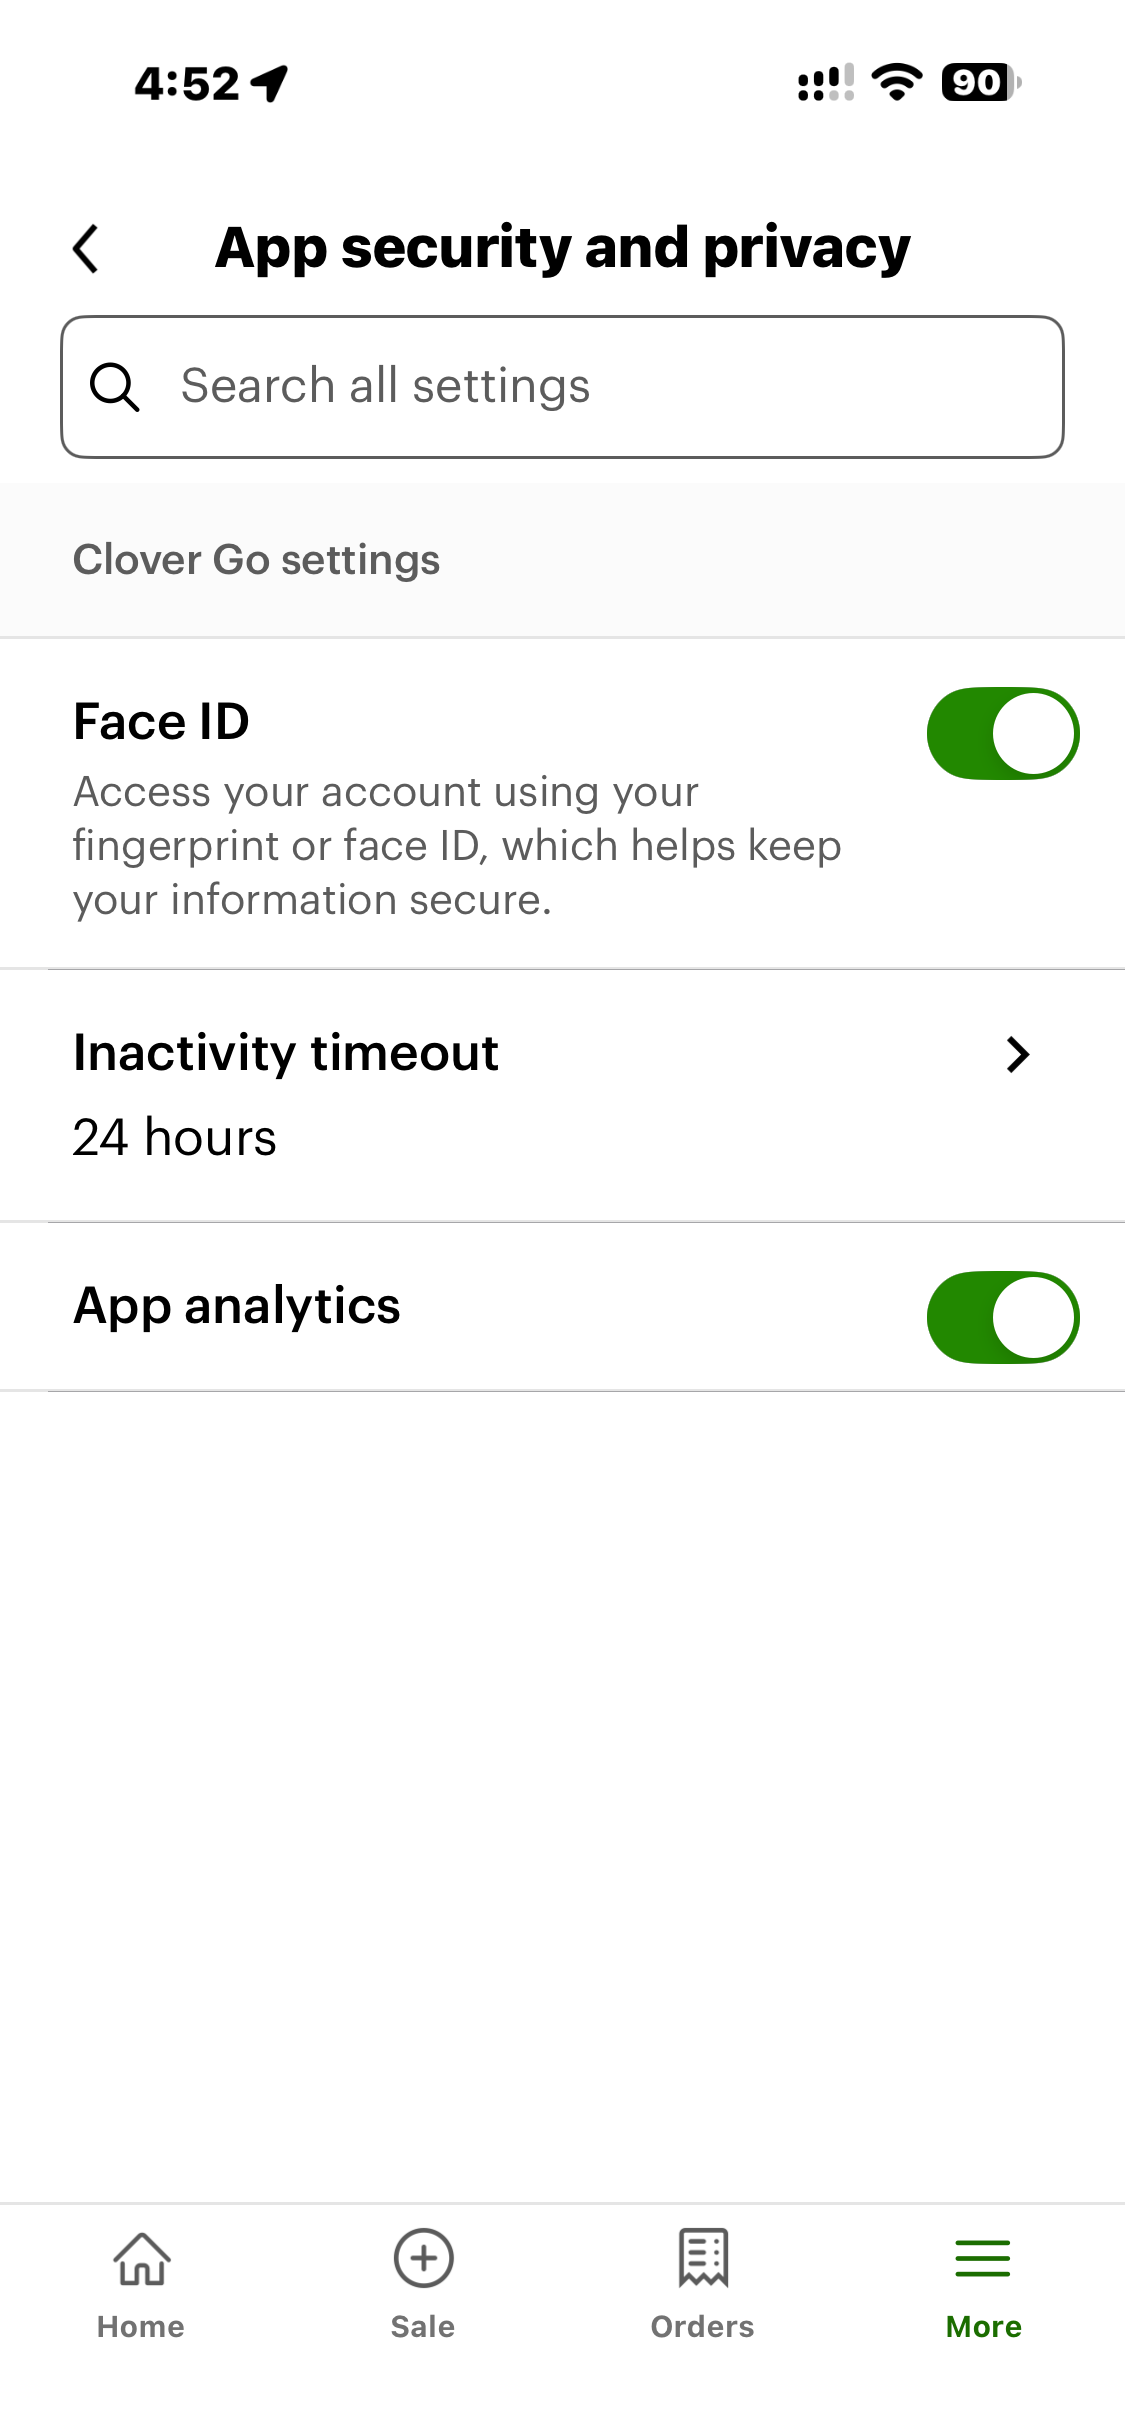 4:52
90
App security and privacy
Search all settings
Clover Go settings
Face ID
Access your account using your
fingerprint or face ID, which helps keep
your information secure.
Inactivity timeout
24 hours
App analytics
Home
Sale
Orders
More